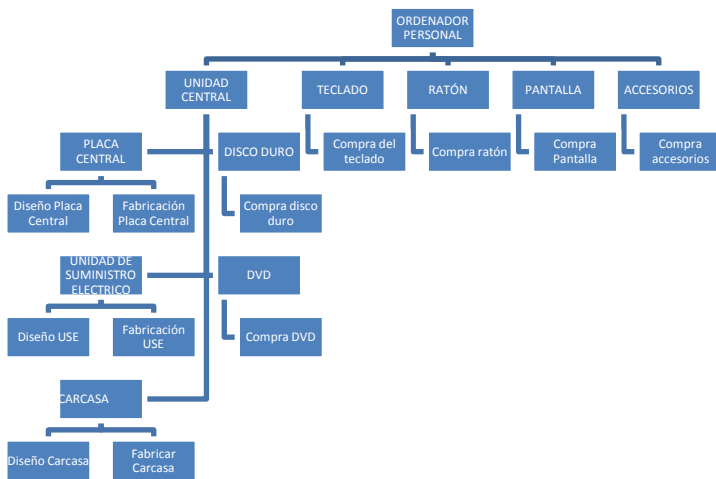 ORDENADOR
PERSONAL
UNIDAD
CENTRAL
TECLADO
RATÓN
PANTALLA
ACCESORIOS
PLACA
CENTRAL
DISCO DURO
Compra del
teclado
Compra ratón
Compra
Pantalla
Compra
accesorios
Diseño Placa
Central
Fabricación
Placa Central
Compra disco
duro
UNIDAD DE
SUMINISTRO
ELECTRICO
DVD
Diseño USE
Fabricación
USE
Compra DVD
CARCASA
Diseño Carcasa
Fabricar
Carcasa